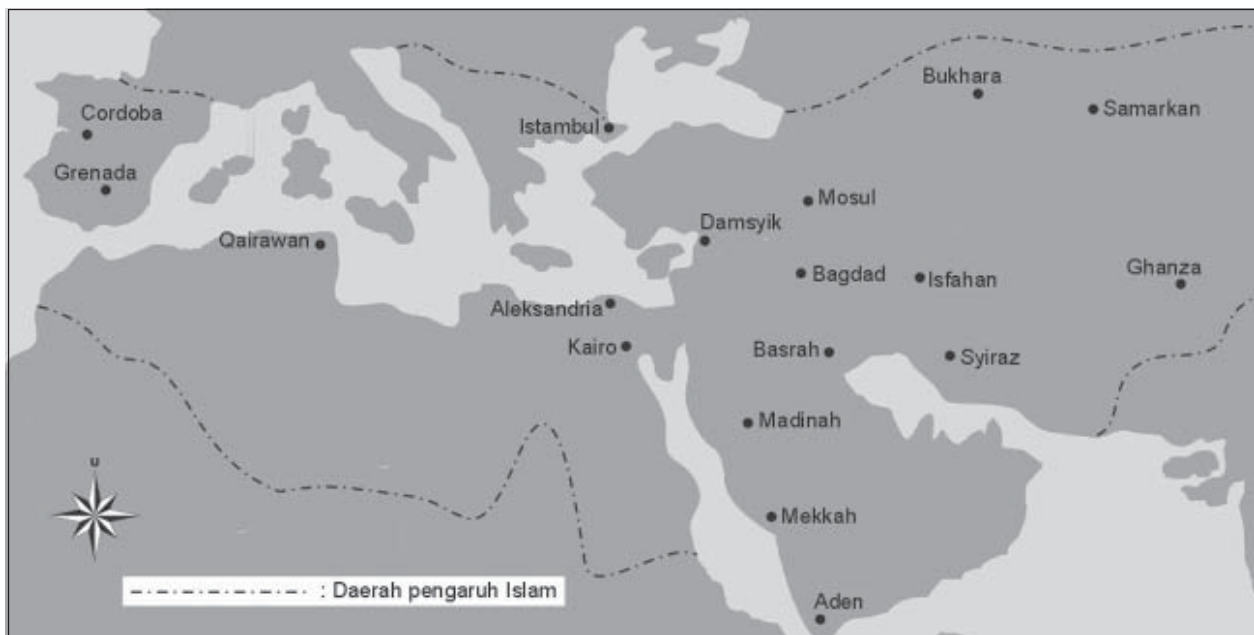 Bukhara
Samarkan
Cordoba
Istambul
Grenada
Mosul
Damsyik
Qairawan
Bagdad
Isfahan
Ghanza
Aleksandria
Kairo
Basrah
Syiraz
Madinah
U
Mekkah
: Daerah pengaruh Islam
Aden